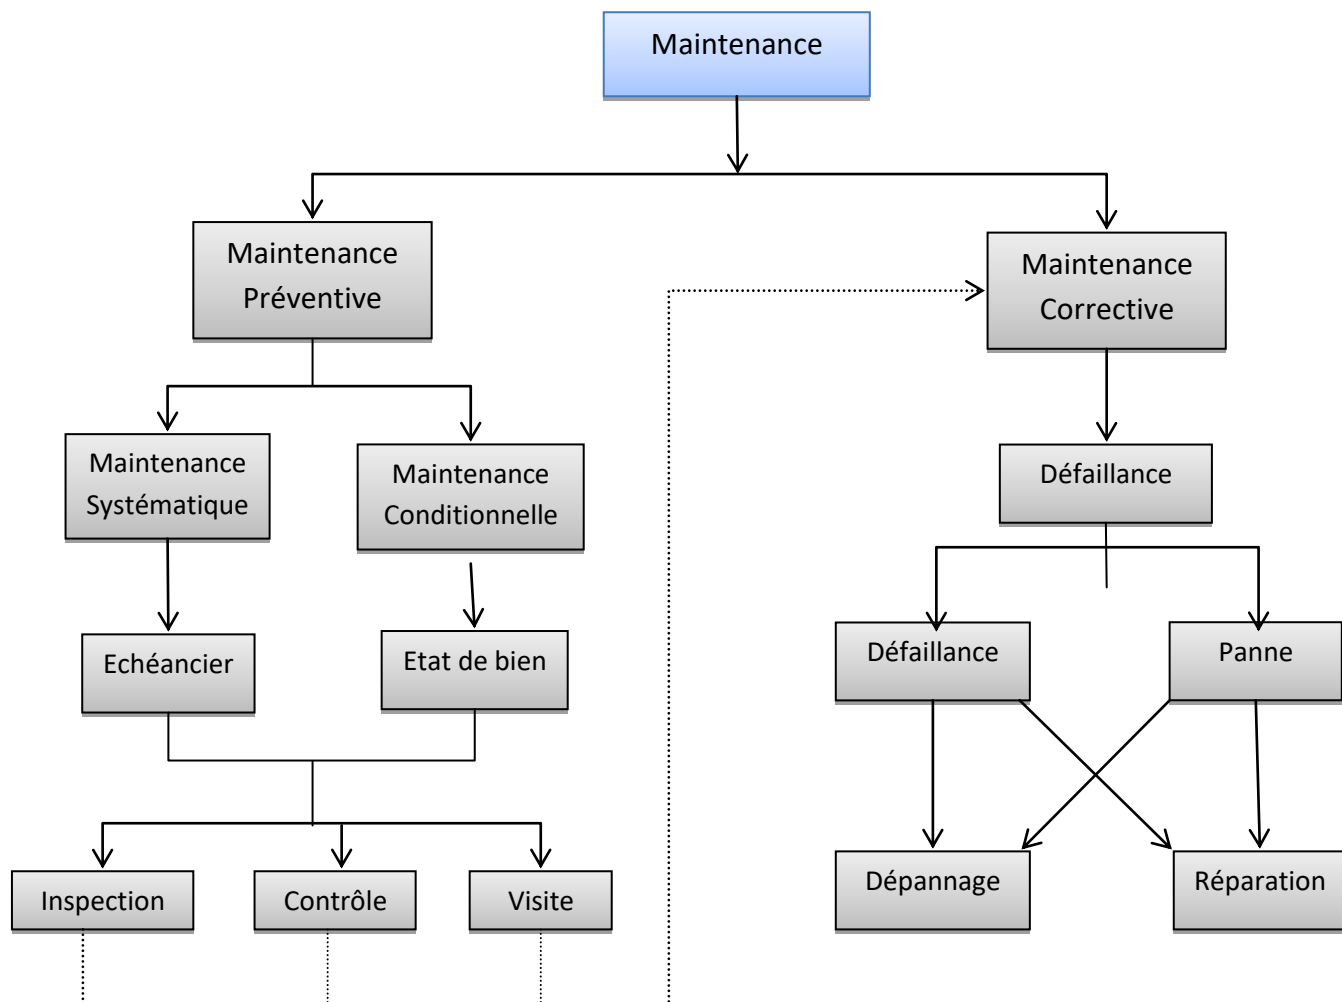 Maintenance
Maintenance
Préventive
Maintenance
Corrective
Maintenance
Systématique
Maintenance
Conditionnelle
Défaillance
Echéancier
Etat de bien
Défaillance
Panne
Inspection
Contrôle
Visite
Dépannage
Réparation